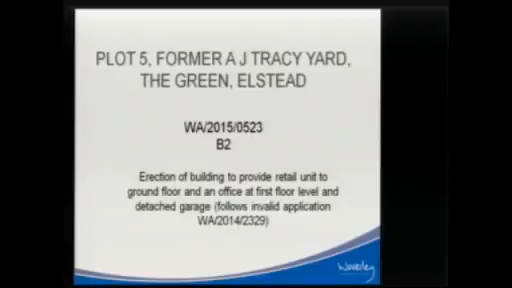 PLOT 5, FORMER A J TRACY YARD,
THE GREEN, ELSTEAD
WA/2015/0523
B2
Erection of building to provide retail unit to
ground floor and an office at first floor level and
detached garage (follows invalid application
WA/2014/2329)
Waverley